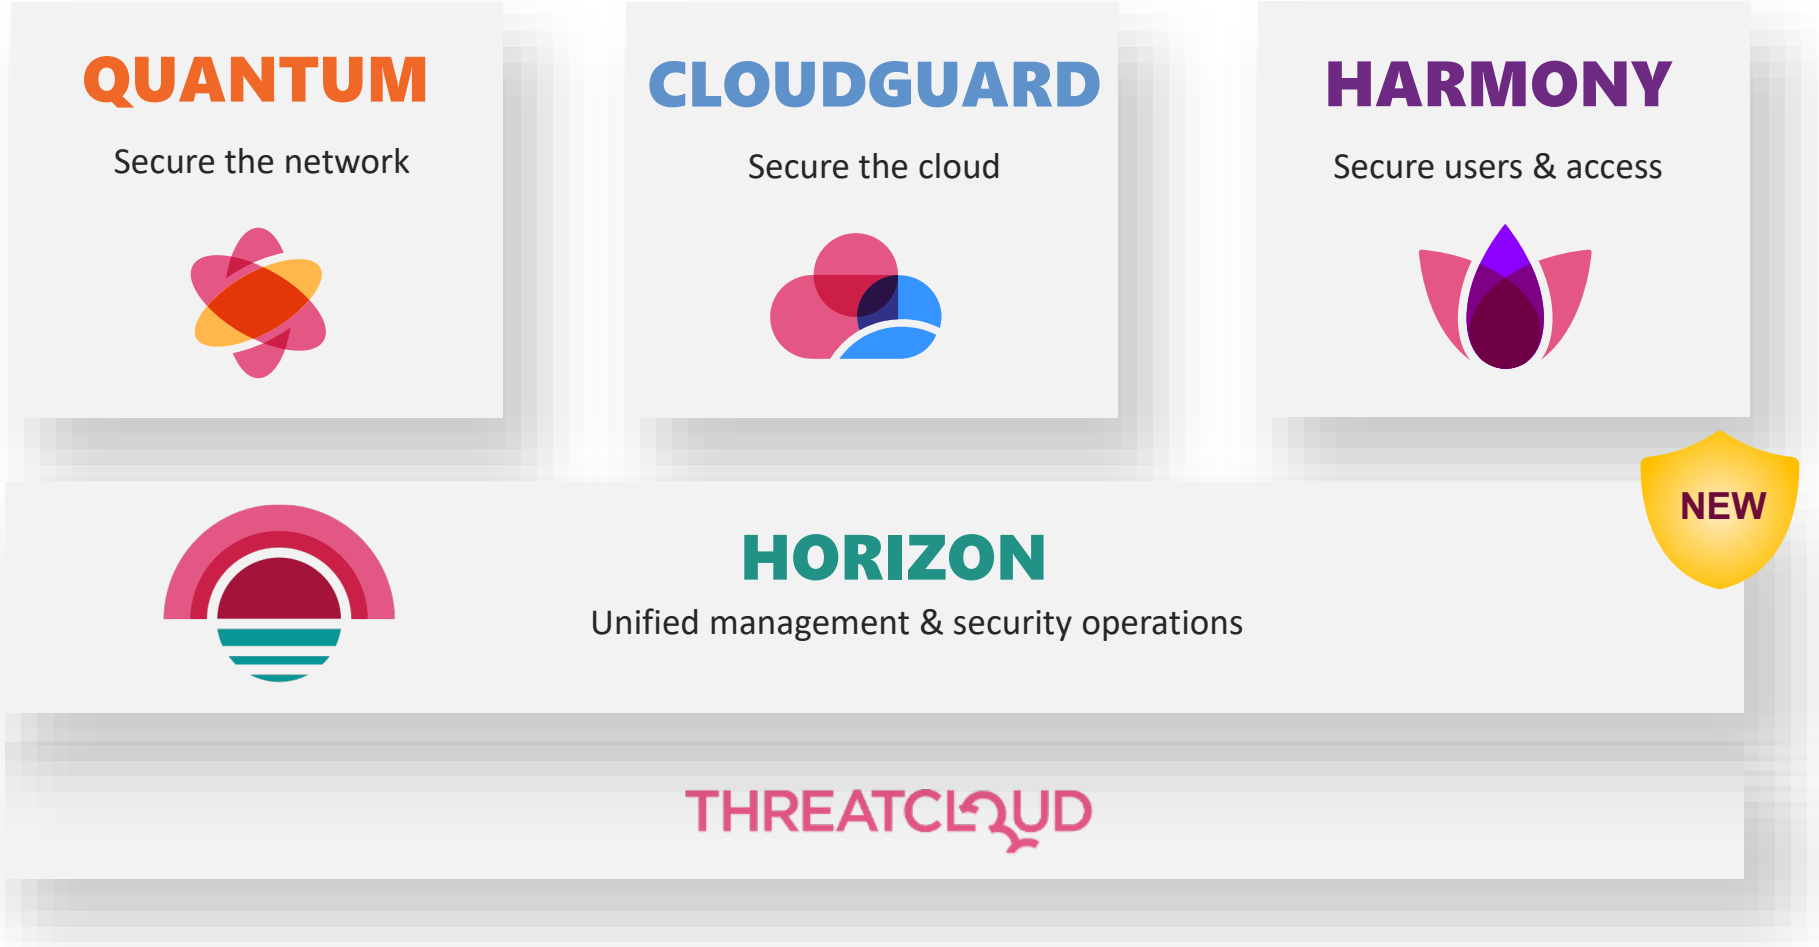 QUANTUM
Secure the network
CLOUDGUARD
Secure the cloud
HARMONY
Secure users & access
NEW
HORIZON
Unified management & security operations
THREATCLOUD